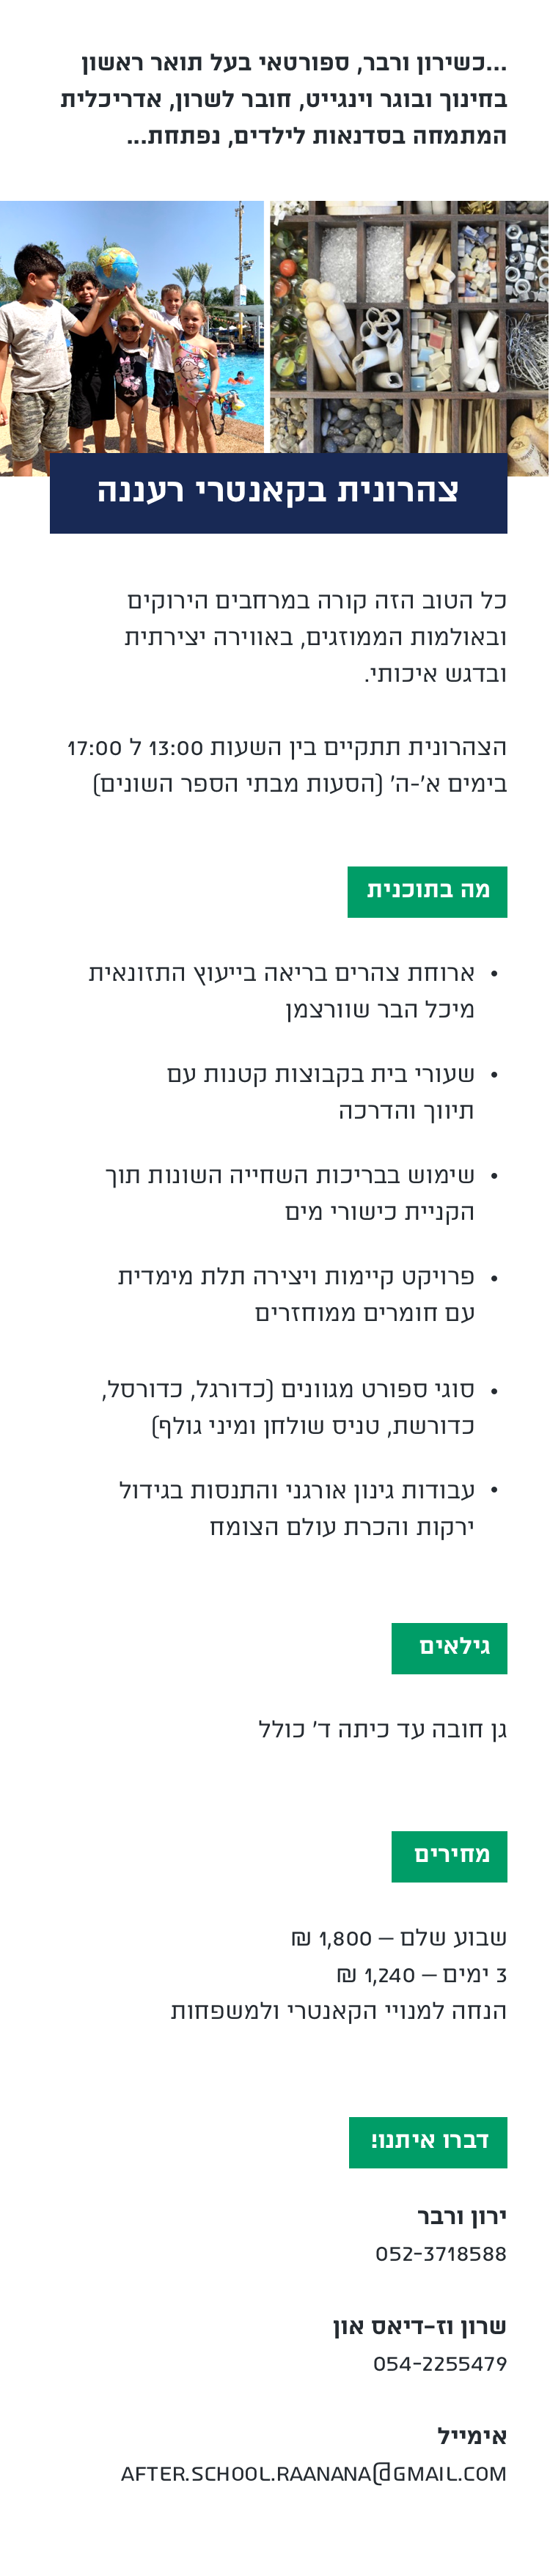 ...כשירון ורבר, ספורטאי בעל תואר ראשון
בחינוך ובוגר וינגייט, חובר לשרון, אדריכלית
המתמחה בסדנאות לילדים, נפתחת...
צהרונית בקאנטרי רעננה
כל הטוב הזה קורה במרחבים הירוקים
ובאולמות הממוזגים, באווירה יצירתית
ובדגש איכותי.
הצהרונית תתקיים בין השעות 13:00 ל 17:00
בימים א'-ה' (הסעות מבתי הספר השונים)
מה בתוכנית
• ארוחת צהרים בריאה בייעוץ התזונאית
מיכל הבר שוורצמן
• שעורי בית בקבוצות קטנות עם
תיווך והדרכה
• שימוש בבריכות השחייה השונות תוך
הקניית כישורי מים
• פרויקט קיימות ויצירה תלת מימדית
עם חומרים ממוחזרים
• סוגי ספורט מגוונים (כדורגל, כדורסל,
כדורשת, טניס שולחן ומיני גולף)
• עבודות גינון אורגני והתנסות בגידול
ירקות והכרת עולם הצומח
גילאים
גן חובה עד כיתה ד' כולל
מחירים
שבוע שלם – 1,800 ₪
3 ימים – 1,240 ₪
הנחה למנויי הקאנטרי ולמשפחות
דברו איתנו!
ירון ורבר
052-3718588
שרון וז-דיאס און
054-2255479
אימייל
AFTER.SCHOOL.RAANANA@GMAIL.COM